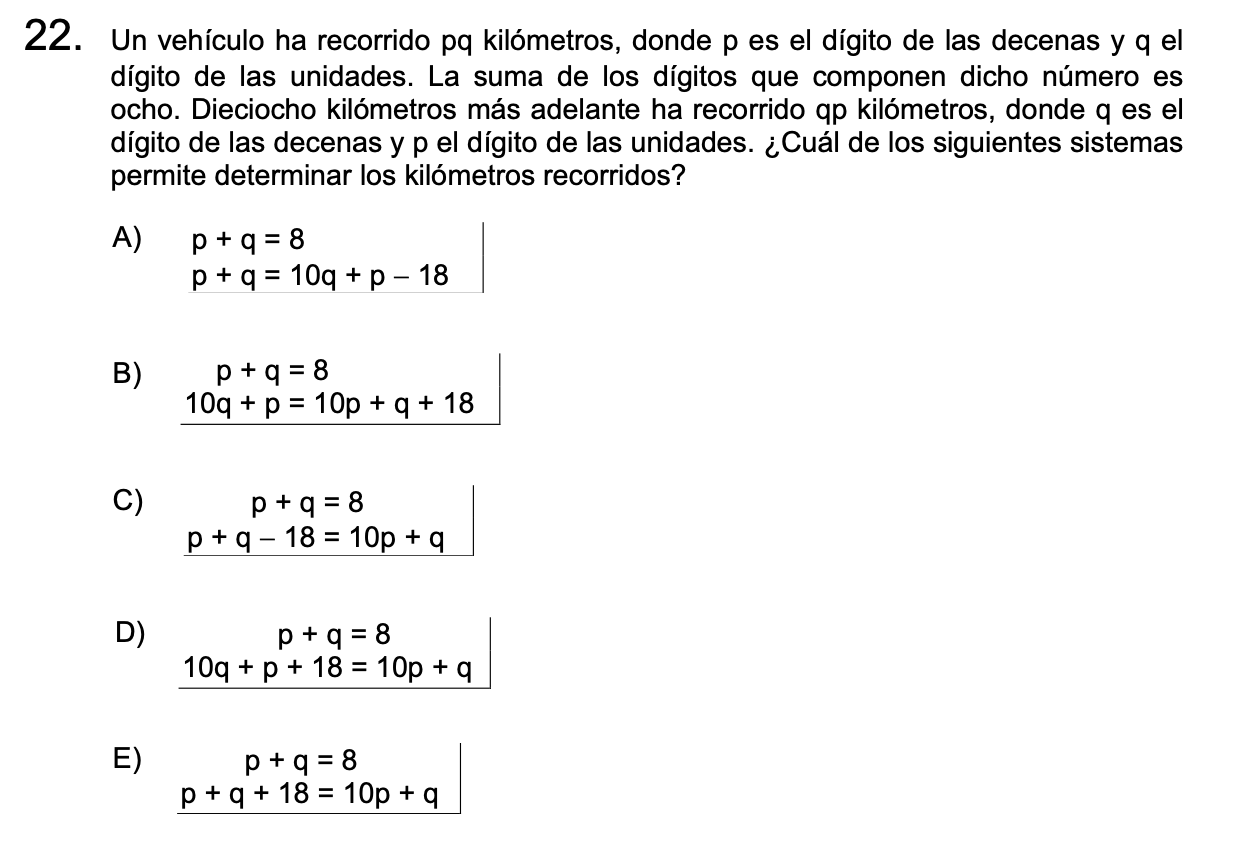 22. Un vehículo ha recorrido pq kilómetros, donde p es el dígito de las decenas y q el
dígito de las unidades. La suma de los dígitos que componen dicho número es
ocho. Dieciocho kilómetros más adelante ha recorrido qp kilómetros, donde q es el
dígito de las decenas y p el dígito de las unidades. ¿Cuál de los siguientes sistemas
permite determinar los kilómetros recorridos?
A) p + q = 8
p + q = 10q + p – 18
B) p + q = 8
10q + p = 10p + q + 18
C) p + q = 8
p + q – 18 = 10p + q
D) p + q = 8
10q + p + 18 = 10p + q
E) p + q = 8
p + q + 18 = 10p + q